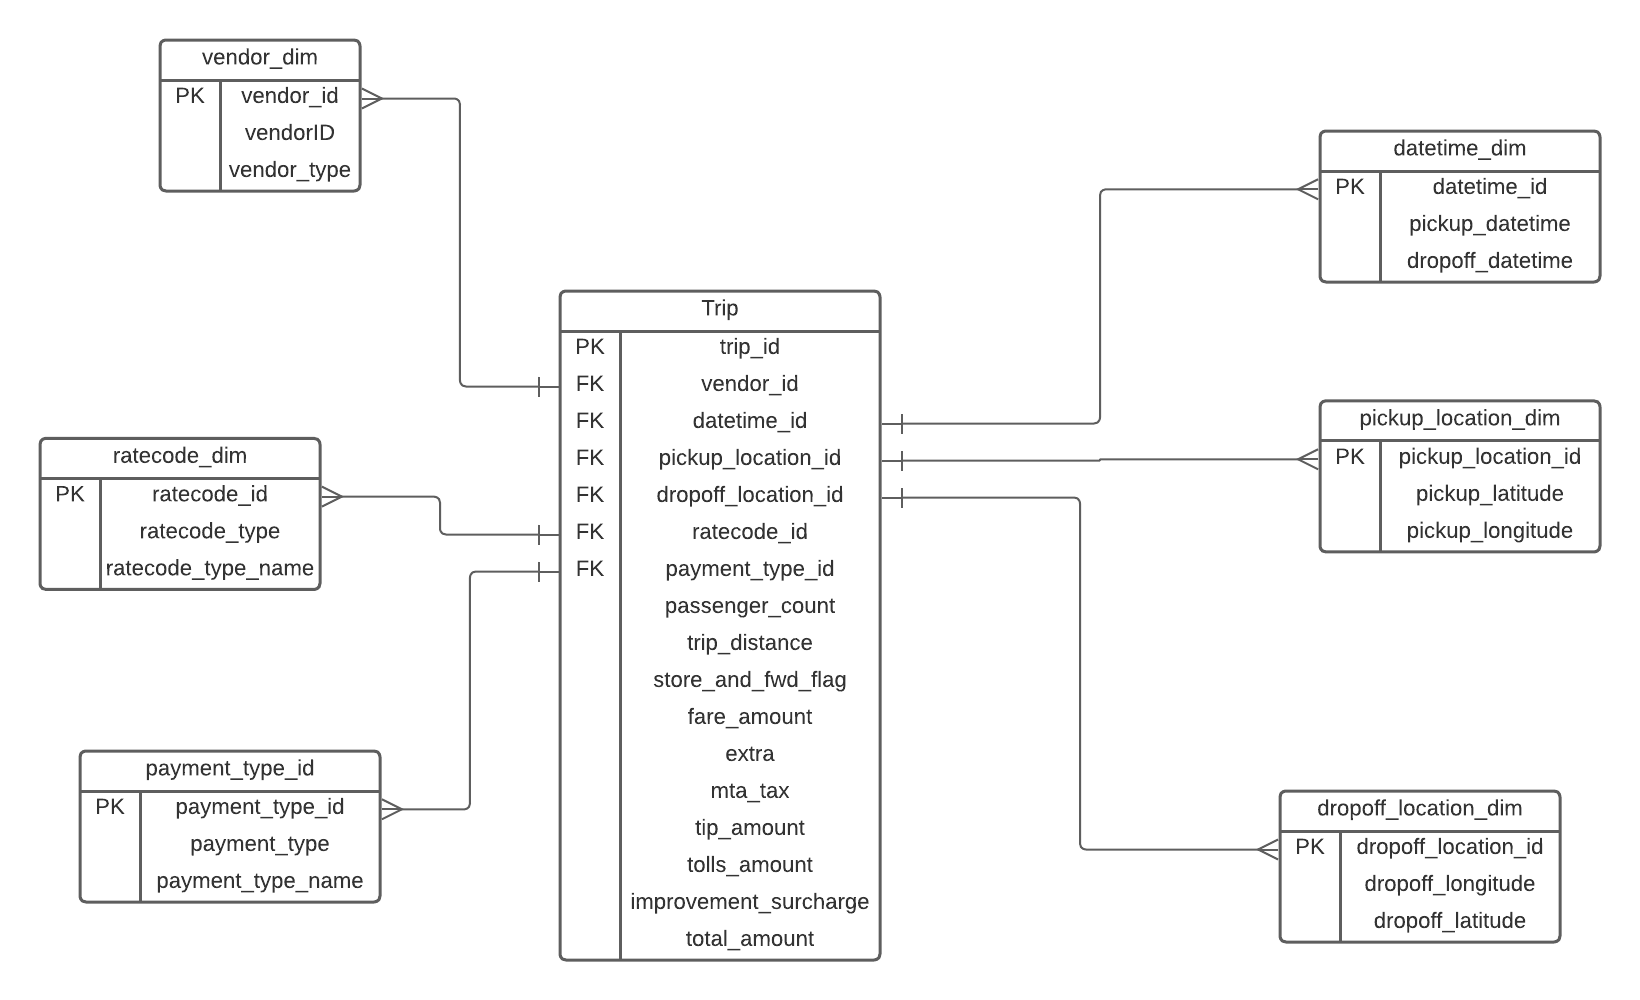 vendor_dim
PK vendor_id
vendorID
vendor_type
datetime_dim
PK datetime_id
pickup_datetime
dropoff_datetime
Trip
PK trip_id
FK vendor_id
FK datetime_id
FK pickup_location_id
FK dropoff_location_id
FK ratecode_id
FK payment_type_id
passenger_count
trip_distance
store_and_fwd_flag
fare_amount
extra
mta_tax
tip_amount
tolls_amount
improvement_surcharge
total_amount
pickup_location_dim
PK pickup_location_id
pickup_latitude
pickup_longitude
ratecode_dim
PK ratecode_id
ratecode_type
ratecode_type_name
payment_type_id
PK payment_type_id
payment_type
payment_type_name
dropoff_location_dim
PK dropoff_location_id
dropoff_longitude
dropoff_latitude